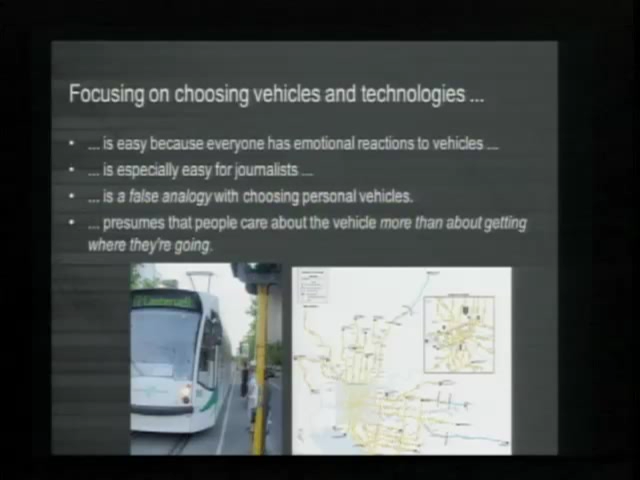 Focusing on choosing vehicles and technologies ...
• ... is easy because everyone has emotional reactions to vehicles ...
• ... is especially easy for journalists ...
• ... is a false analogy with choosing personal vehicles.
• ... presumes that people care about the vehicle more than about getting
where they're going.